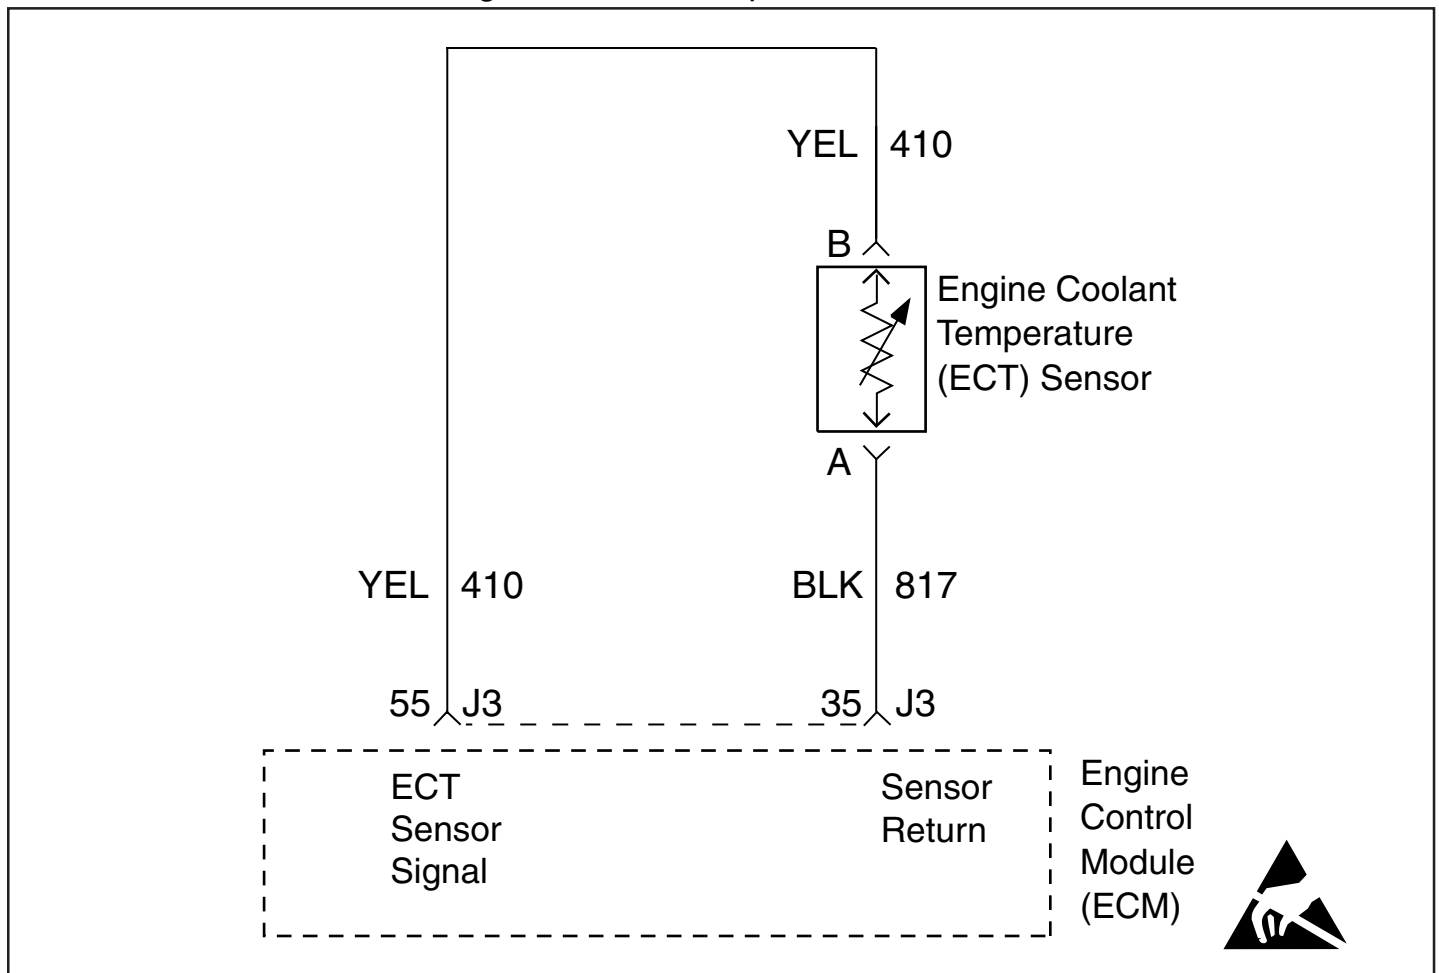 YEL 410
B
Engine Coolant
Temperature
(ECT) Sensor
A
YEL 410
BLK 817
55 J3
35 J3
ECT
Sensor
Signal
Sensor
Return
Engine
Control
Module
(ECM)